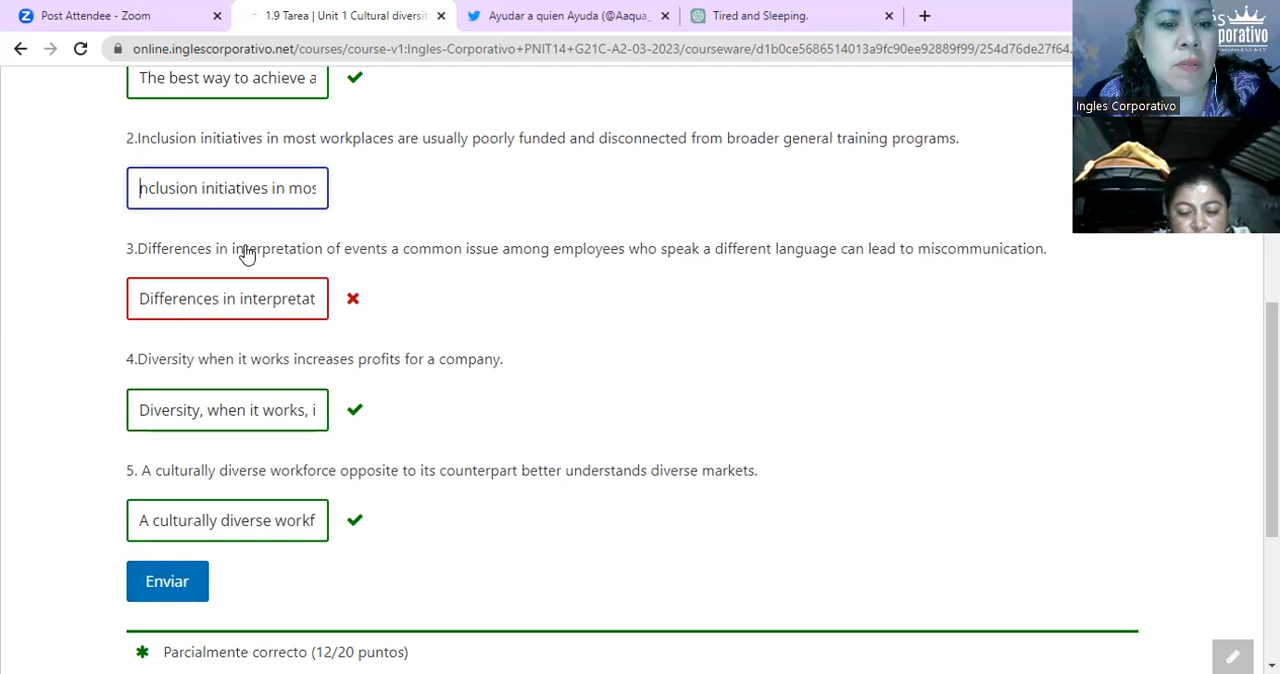 Post Attendee - Zoom
1.9 Tarea | Unit 1 Cultural diversit
Ayudar a quien Ayuda (@Aaqua_
Tired and Sleeping.
online.inglescorporativo.net/courses/course-v1:Ingles-Corporativo+PNIT14+G21C-A2-03-2023/courseware/d1b0ce5686514013a9fc90ee92889f99/254d76de27f64
Ingles Corporativo
The best way to achieve a
2.Inclusion initiatives in most workplaces are usually poorly funded and disconnected from broader general training programs.
nclusion initiatives in mos
3.Differences in interpretation of events a common issue among employees who speak a different language can lead to miscommunication.
Differences in interpretat
4.Diversity when it works increases profits for a company.
Diversity, when it works, i
5. A culturally diverse workforce opposite to its counterpart better understands diverse markets.
A culturally diverse workf
Enviar
Parcialmente correcto (12/20 puntos)